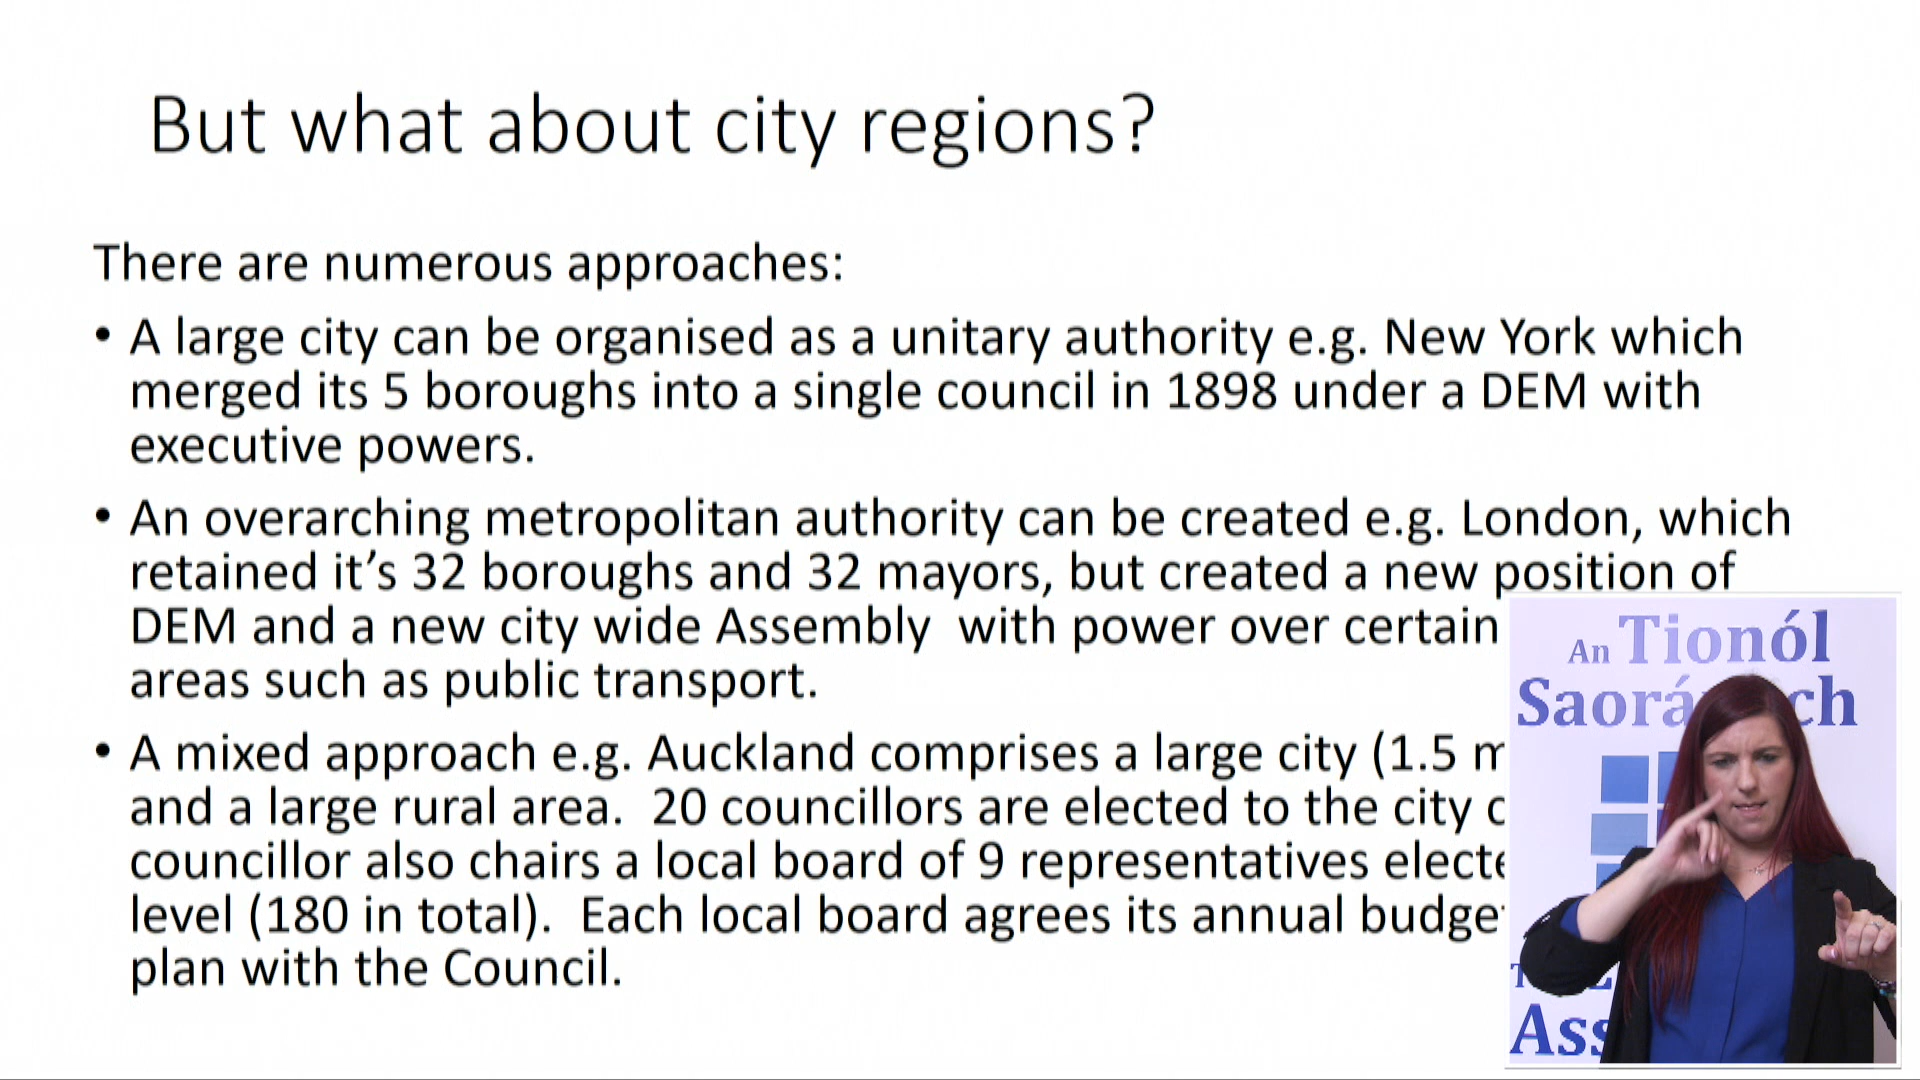 But what about city regions?
There are numerous approaches:
• A large city can be organised as a unitary authority e.g. New York which
merged its 5 boroughs into a single council in 1898 under a DEM with
executive powers.
• An overarching metropolitan authority can be created e.g. London, which
retained it’s 32 boroughs and 32 mayors, but created a new position of
DEM and a new city wide Assembly with power over certain
areas such as public transport.
• A mixed approach e.g. Auckland comprises a large city (1.5
and a large rural area. 20 councillors are elected to the city
councillor also chairs a local board of 9 representatives
level (180 in total). Each local board agrees its annual
plan with the Council.
An Tionól